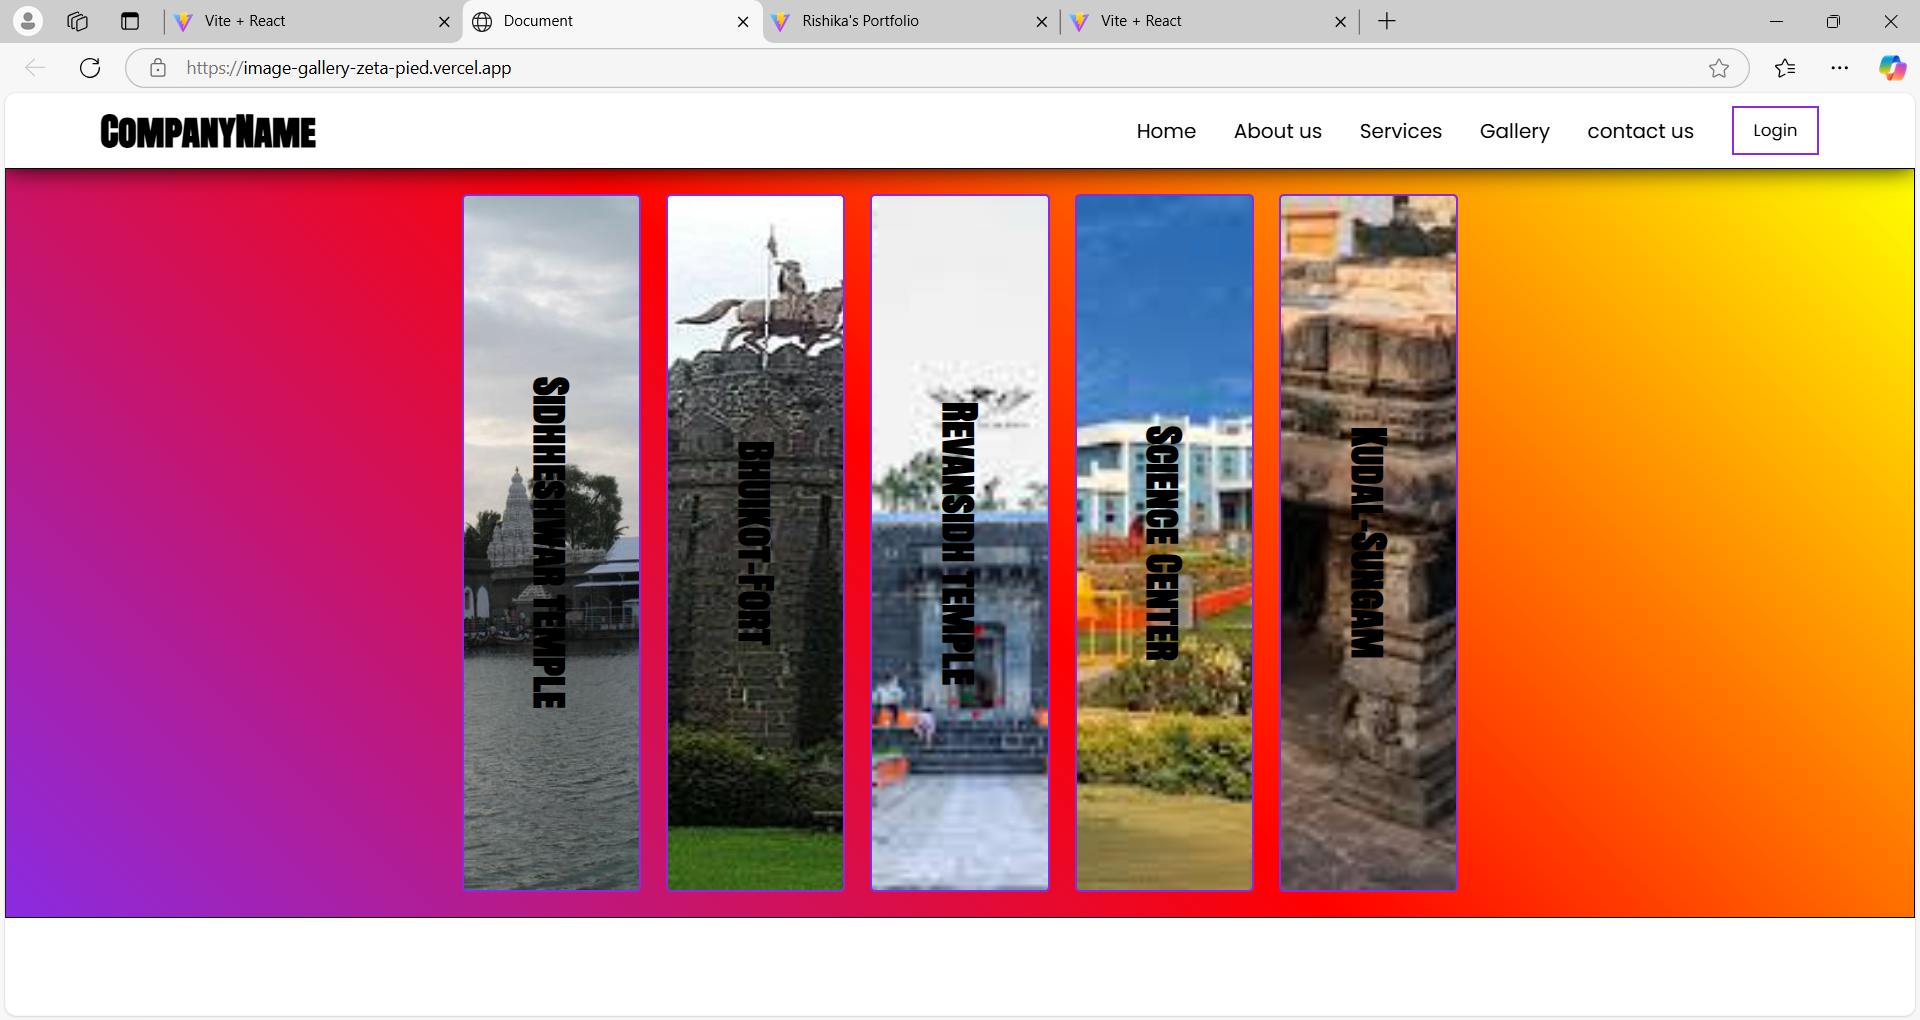 Vite + React
Document
Rishika's Portfolio
Vite + React
https://image-gallery-zeta-pied.vercel.app
CompanyName
Home
About us
Services
Gallery
contact us
Login
Sidhheshwar temple
Bhuikot-Fort
Revansidh temple
Science center
Kudal-Sungam